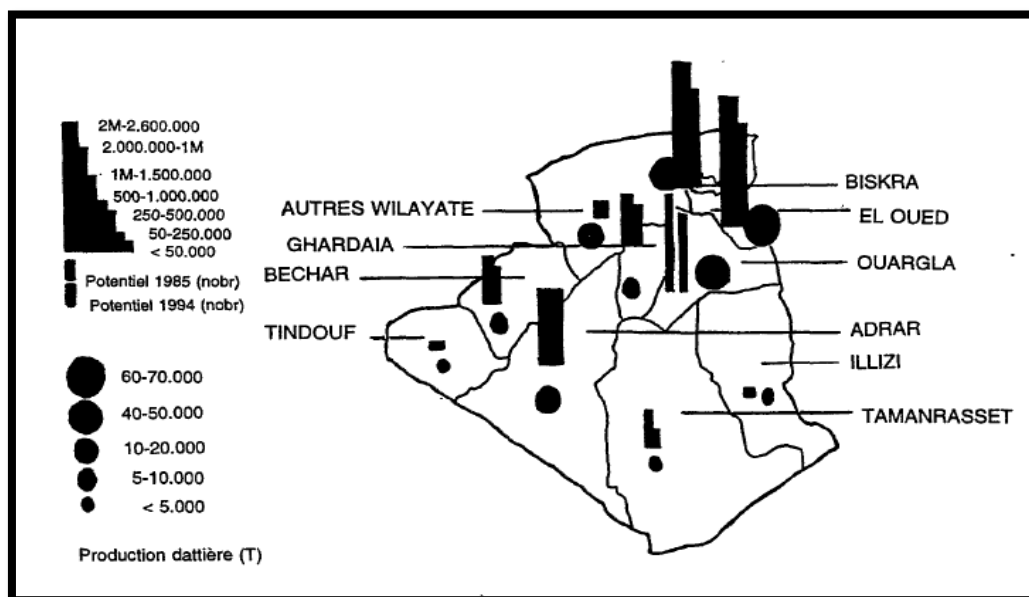 2M-2.600.000
2.000.000-1M
1M-1.500.000
500-1.000.000
250-500.000
50-250.000
< 50.000
Potentiel 1985 (nobr)
Potentiel 1994 (nobr)
60-70.000
40-50.000
10-20.000
5-10.000
< 5.000
Production dattière (T)
AUTRES WILAYATE
GHARDAIA
BECHAR
TINDOUF
BISKRA
EL OUED
OUARGLA
ADRAR
ILLIZI
TAMANRASSET